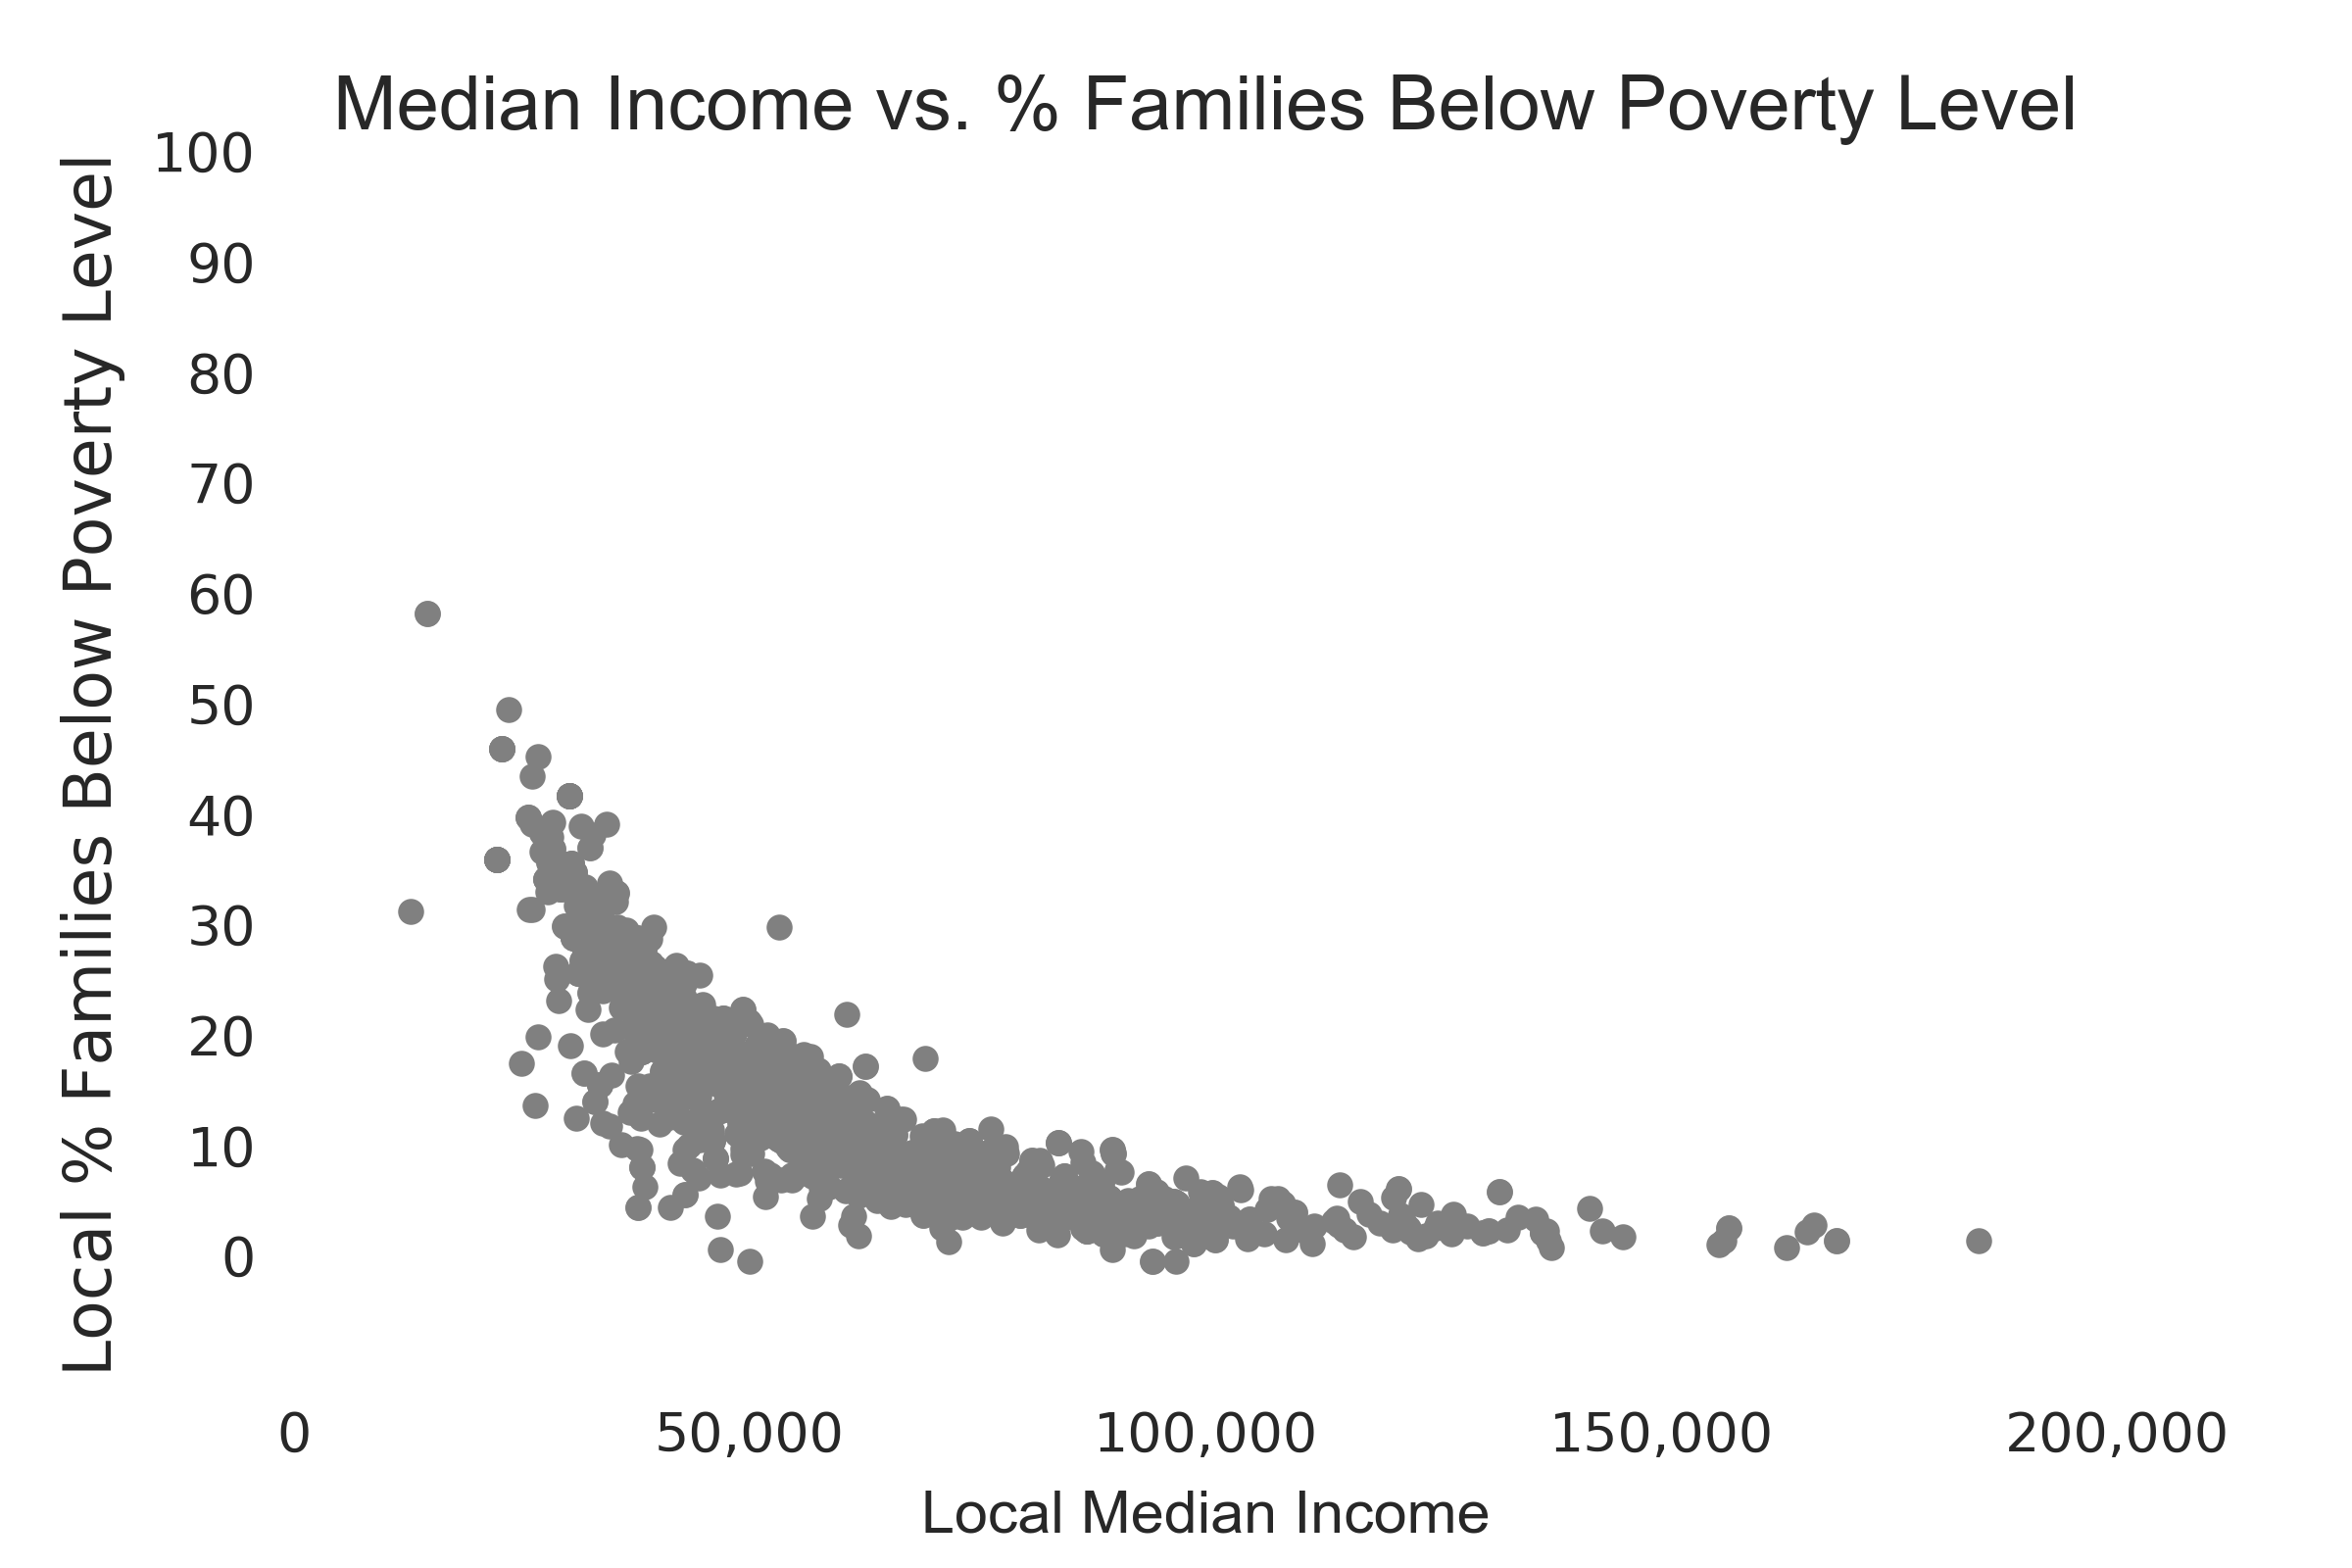 Median Income vs. % Families Below Poverty Level
Local % Families Below Poverty Level
100
90
80
70
60
50
40
30
20
10
0
0 50,000 100,000 150,000 200,000
Local Median Income